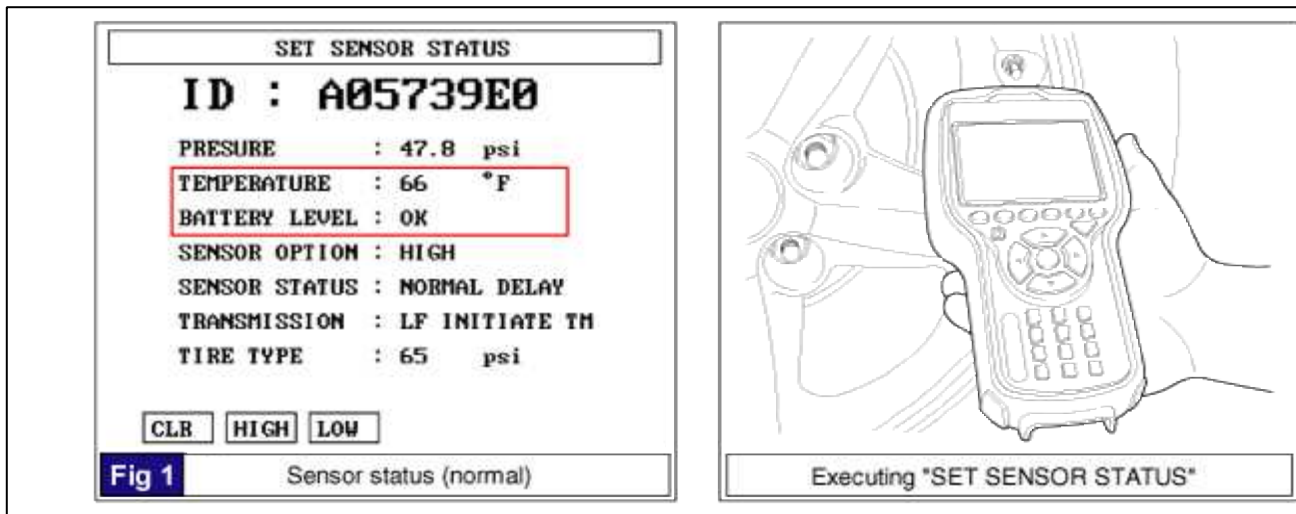 SET SENSOR STATUS
ID : A05739E0
PRESURE : 47.8 psi
TEMPERATURE : 66 °F
BATTERY LEVEL : OK
SENSOR OPTION : HIGH
SENSOR STATUS : NORMAL DELAY
TRANSMISSION : LF INITIATE TM
TIRE TYPE : 65 psi
CLR HIGH LOW
Fig 1 Sensor status (normal)
Executing "SET SENSOR STATUS"